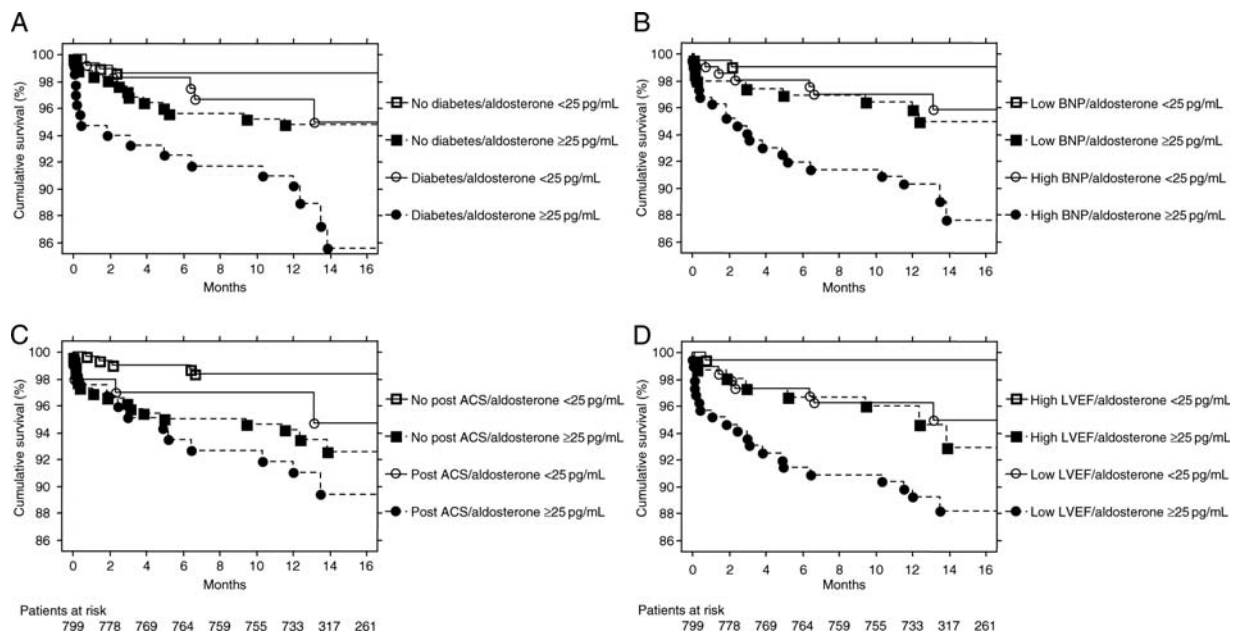 A
100
98
96
94
92
90
88
86
Cumulative survival (%)
0 2 4 6 8 10 12 14 16
Months
No diabetes/aldosterone <25 pg/mL
No diabetes/aldosterone ≥25 pg/mL
Diabetes/aldosterone <25 pg/mL
Diabetes/aldosterone ≥25 pg/mL
B
100
98
96
94
92
90
88
86
Cumulative survival (%)
0 2 4 6 8 10 12 14 16
Months
Low BNP/aldosterone <25 pg/mL
Low BNP/aldosterone ≥25 pg/mL
High BNP/aldosterone <25 pg/mL
High BNP/aldosterone ≥25 pg/mL
C
100
98
96
94
92
90
88
86
Cumulative survival (%)
0 2 4 6 8 10 12 14 16
Months
No post ACS/aldosterone <25 pg/mL
No post ACS/aldosterone ≥25 pg/mL
Post ACS/aldosterone <25 pg/mL
Post ACS/aldosterone ≥25 pg/mL
Patients at risk
799 778 769 764 759 755 733 317 261
D
100
98
96
94
92
90
88
86
Cumulative survival (%)
0 2 4 6 8 10 12 14 16
Months
High LVEF/aldosterone <25 pg/mL
High LVEF/aldosterone ≥25 pg/mL
Low LVEF/aldosterone <25 pg/mL
Low LVEF/aldosterone ≥25 pg/mL
Patients at risk
799 778 769 764 759 755 733 317 261